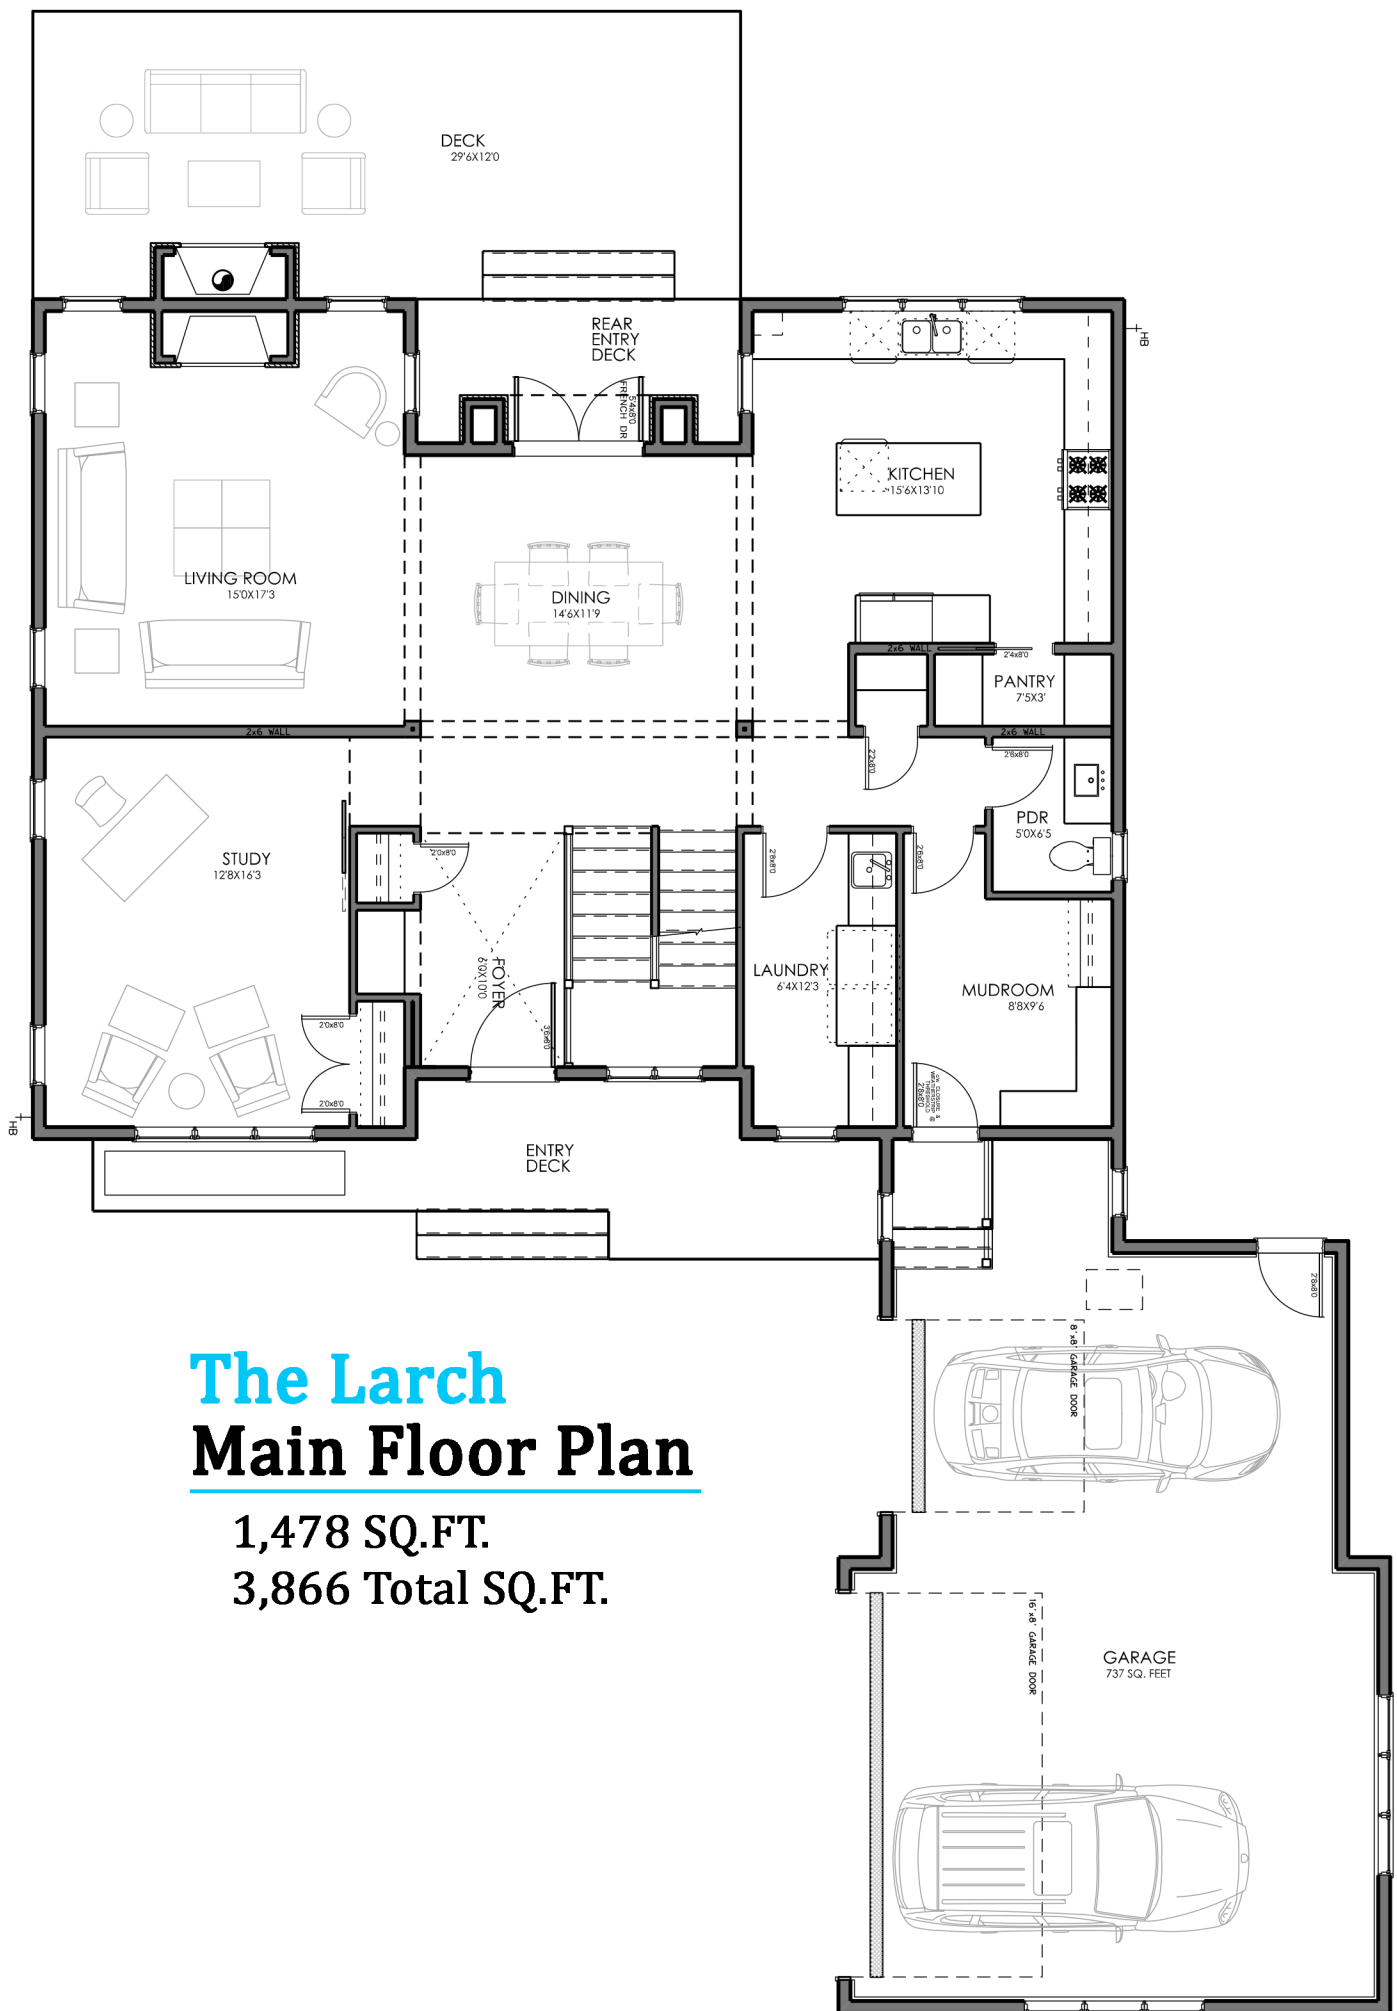 DECK
29'6X12'0
REAR
ENTRY
DECK
5'4x8'0
FRENCH DR
HB
KITCHEN
15'6X13'10
LIVING ROOM
15'0X17'3
DINING
14'6X11'9
2x6 WALL
2'4x8'0
PANTRY
7'5X3'
2x6 WALL
2x6 WALL
2'2x8'0
2'6x8'0
PDR
5'0X6'5
STUDY
12'8X16'3
2'0x8'0
2'8x8'0
2'6x8'0
FOYER
6'0X10'0
LAUNDRY
6'4X12'3
MUDROOM
8'8X9'6
2'0x8'0
3'6x8'0
2'0x8'0
C/W CLOSURE &
WEATHERSTRIP @
THRESHOLD
2'8x8'0
HB
ENTRY
DECK
2'8x8'0
8'x8' GARAGE DOOR
The Larch
Main Floor Plan
1,478 SQ.FT.
3,866 Total SQ.FT.
16'x8' GARAGE DOOR
GARAGE
737 SQ. FEET